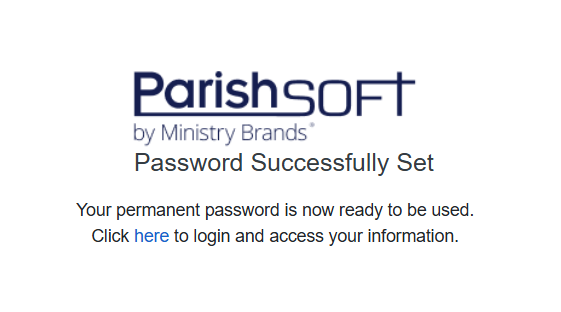 ParishSOFT
by Ministry Brands®
Password Successfully Set
Your permanent password is now ready to be used.
Click here to login and access your information.